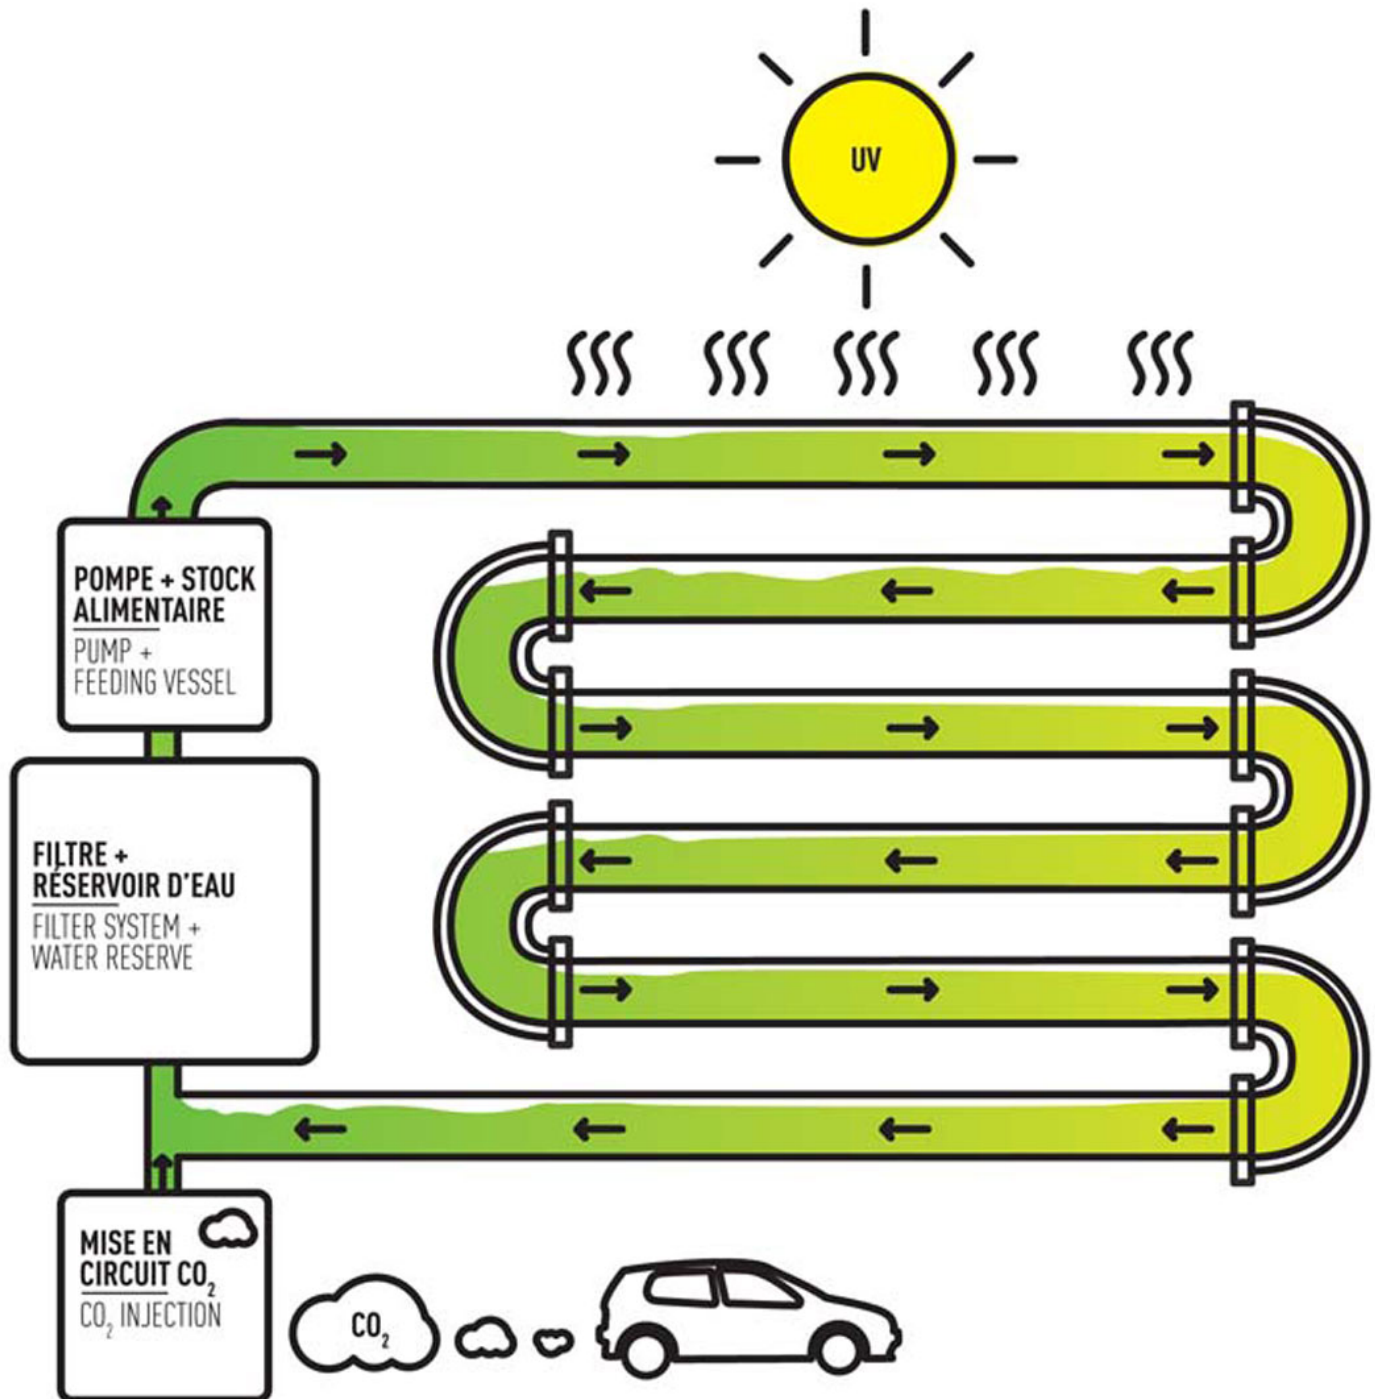 UV
POMPE + STOCK
ALIMENTAIRE
PUMP +
FEEDING VESSEL
FILTRE +
RÉSERVOIR D'EAU
FILTER SYSTEM +
WATER RESERVE
MISE EN
CIRCUIT CO₂
CO₂ INJECTION
CO₂